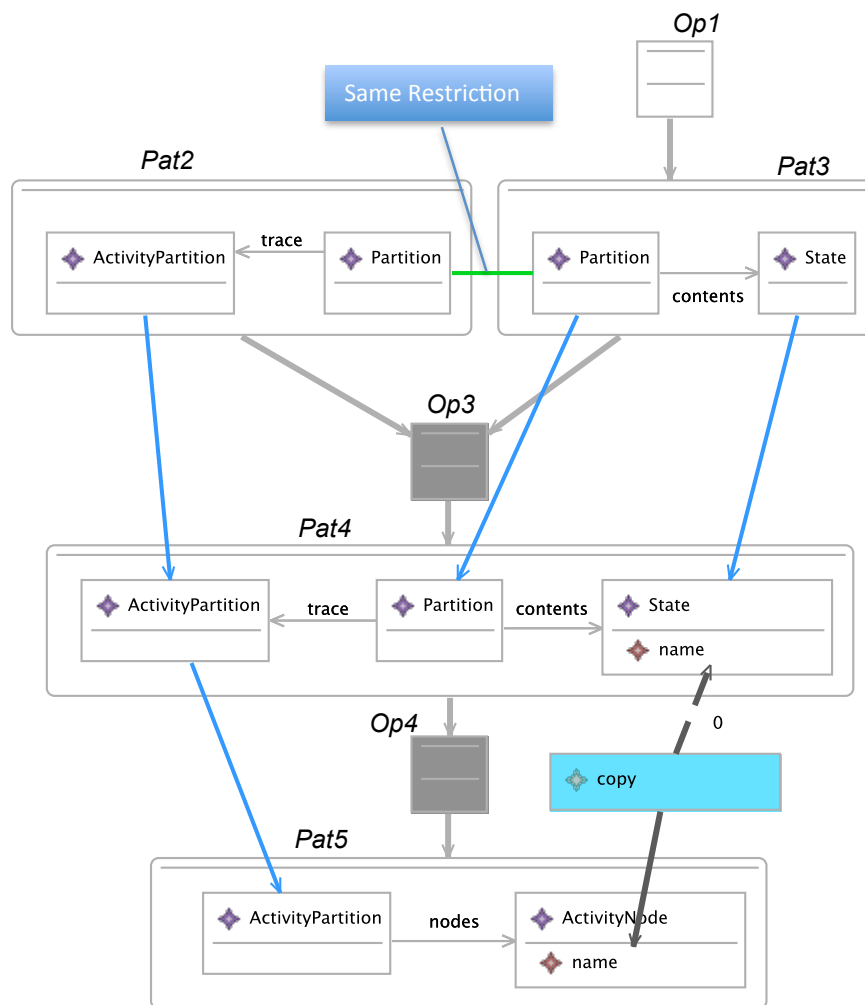 Op1
Same Restriction
Pat2
Pat3
ActivityPartition
trace
Partition
Partition
contents
State
Op3
Pat4
ActivityPartition
trace
Partition
contents
State
name
Op4
0
copy
Pat5
ActivityPartition
nodes
ActivityNode
name